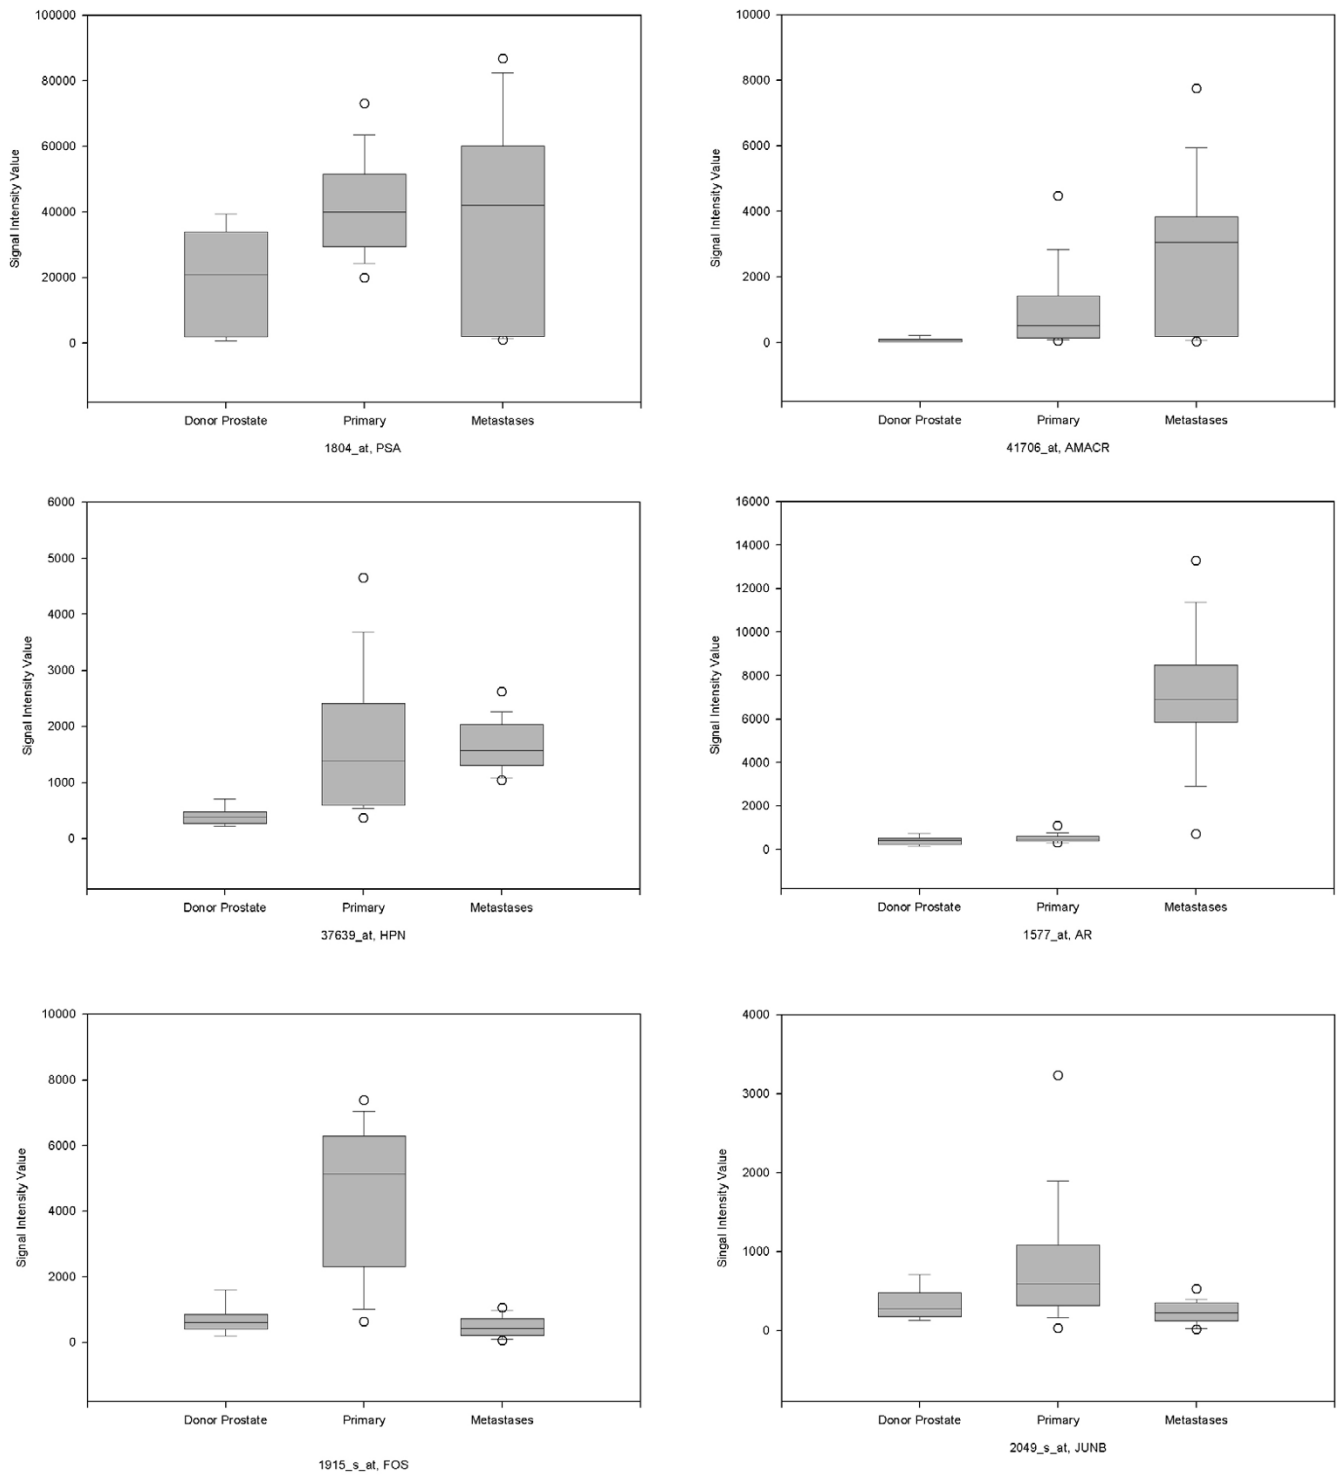 100000
80000
60000
40000
20000
0
Signal Intensity Value
Donor Prostate Primary Metastases
1804_at, PSA
10000
8000
6000
4000
2000
0
Signal Intensity Value
Donor Prostate Primary Metastases
41706_at, AMACR
6000
5000
4000
3000
2000
1000
0
Signal Intensity Value
Donor Prostate Primary Metastases
37639_at, HPN
16000
14000
12000
10000
8000
6000
4000
2000
0
Signal Intensity Value
Donor Prostate Primary Metastases
1577_at, AR
10000
8000
6000
4000
2000
0
Signal Intensity Value
Donor Prostate Primary Metastases
1915_s_at, FOS
4000
3000
2000
1000
0
Singal Intensity Value
Donor Prostate Primary Metastases
2049_s_at, JUNB